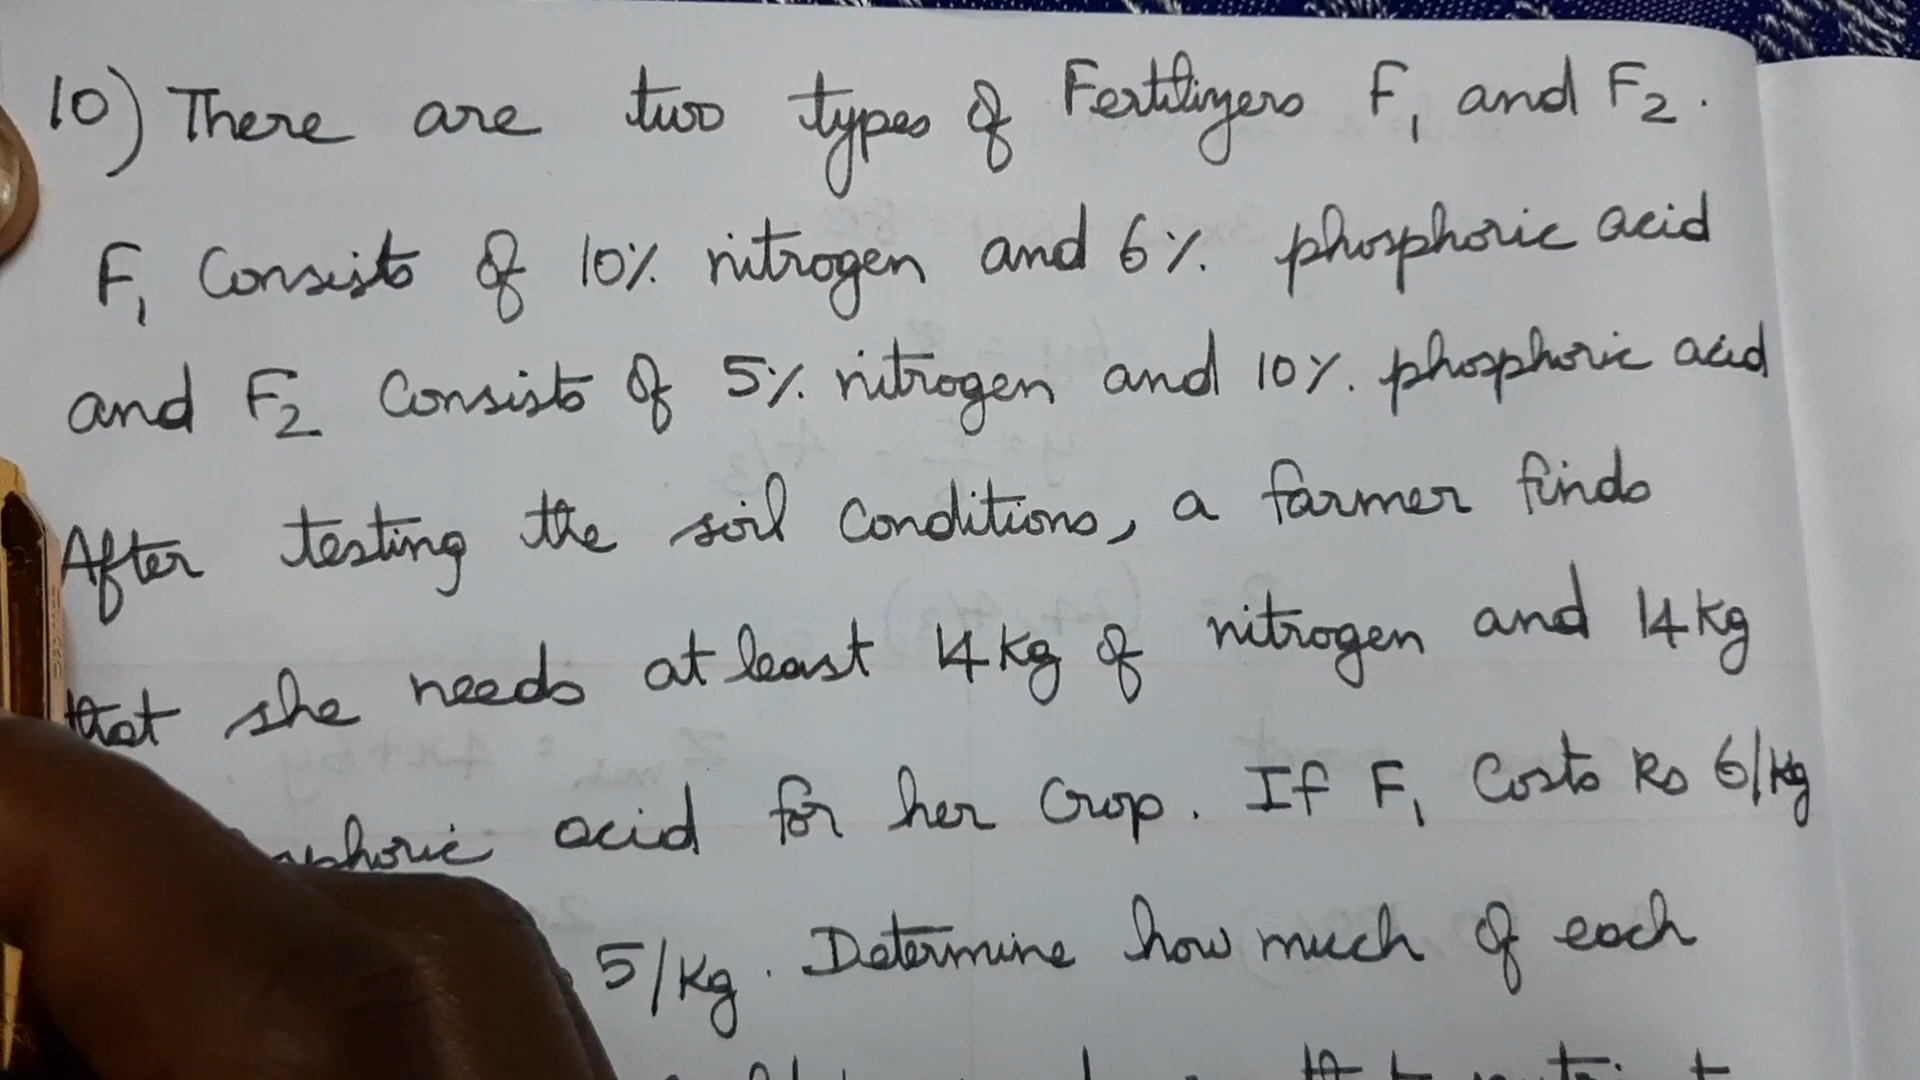 10) There are two types of Fertilizers F₁ and F₂.
F₁ Consists of 10% nitrogen and 6% phosphoric acid
and F₂ Consists of 5% nitrogen and 10% phosphoric acid
After testing the soil Conditions, a farmer finds
that she needs at least 14 kg of nitrogen and 14 kg
acid for her Crop. If F₁ Costs Rs 6/kg
5/kg. Determine how much of each